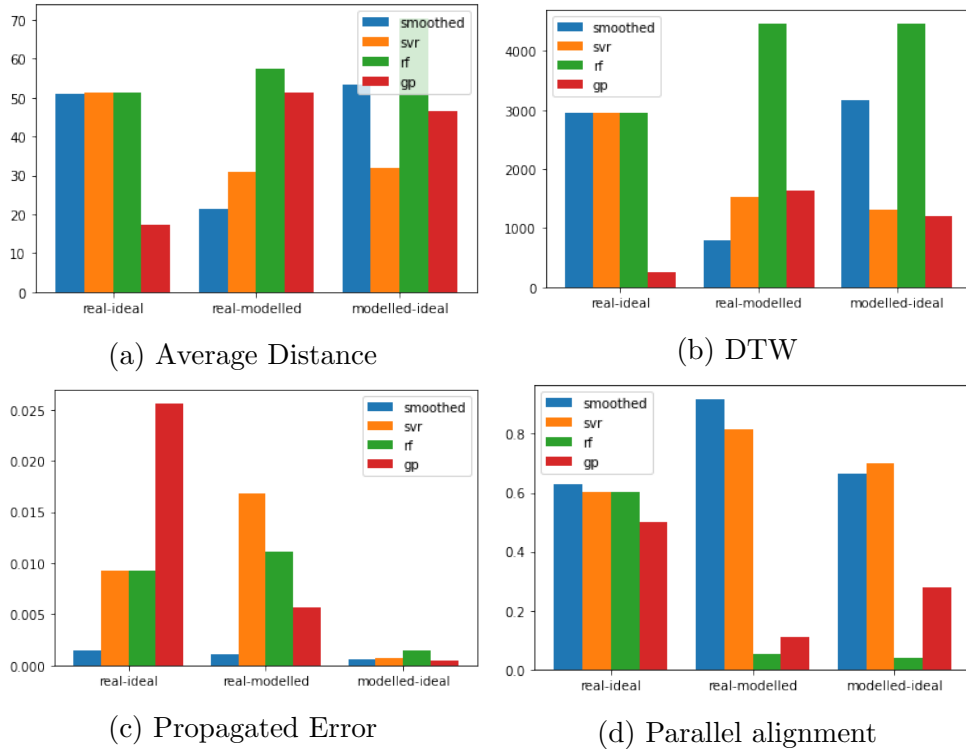 70
60
50
40
30
20
10
0
smoothed
svr
rf
gp
real-ideal real-modelled modelled-ideal
(a) Average Distance
4000
3000
2000
1000
0
smoothed
svr
rf
gp
real-ideal real-modelled modelled-ideal
(b) DTW
0.025
0.020
0.015
0.010
0.005
0.000
smoothed
svr
rf
gp
real-ideal real-modelled modelled-ideal
(c) Propagated Error
0.8
0.6
0.4
0.2
0.0
smoothed
svr
rf
gp
real-ideal real-modelled modelled-ideal
(d) Parallel alignment